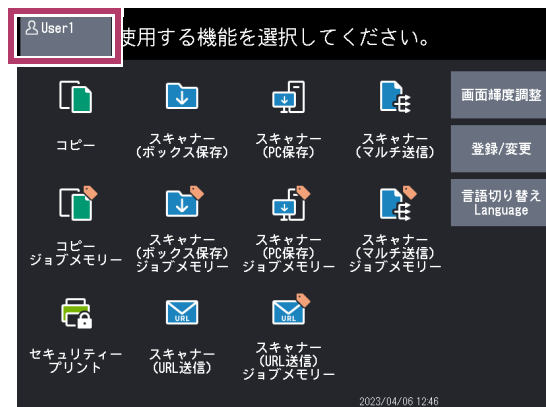 User1
使用する機能を選択してください。
コピー
スキャナー
(ボックス保存)
スキャナー
(PC保存)
スキャナー
(マルチ送信)
画面輝度調整
登録/変更
言語切り替え
Language
コピー
ジョブメモリー
スキャナー
(ボックス保存)
ジョブメモリー
スキャナー
(PC保存)
ジョブメモリー
スキャナー
(マルチ送信)
ジョブメモリー
セキュリティー
プリント
URL
スキャナー
(URL送信)
URL
スキャナー
(URL送信)
ジョブメモリー
2023/04/06 12:46